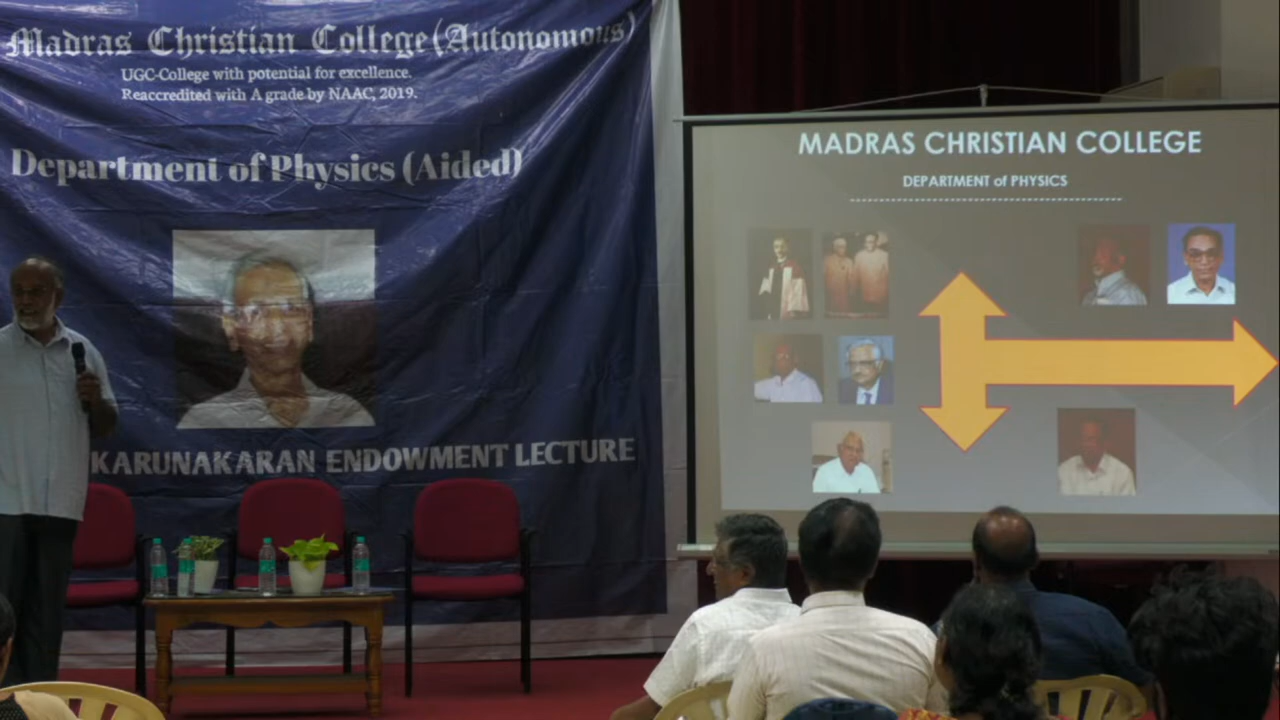 Madras Christian College (Autonomous)
UGC-College with potential for excellence.
Reaccredited with A grade by NAAC, 2019.
Department of Physics (Aided)
KARUNAKARAN ENDOWMENT LECTURE
MADRAS CHRISTIAN COLLEGE
DEPARTMENT of PHYSICS